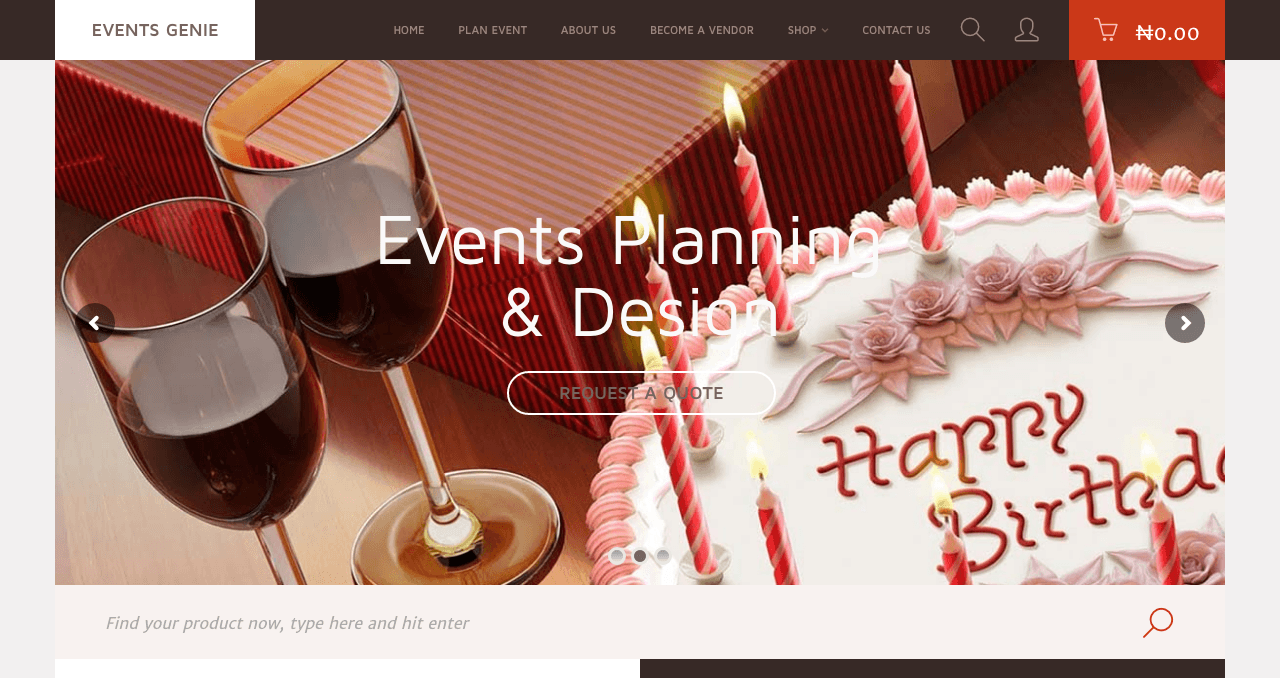 EVENTS GENIE
HOME PLAN EVENT ABOUT US BECOME A VENDOR SHOP CONTACT US ₦0.00
Events Planning
& Design
REQUEST A QUOTE
Happy
Birthda
Find your product now, type here and hit enter